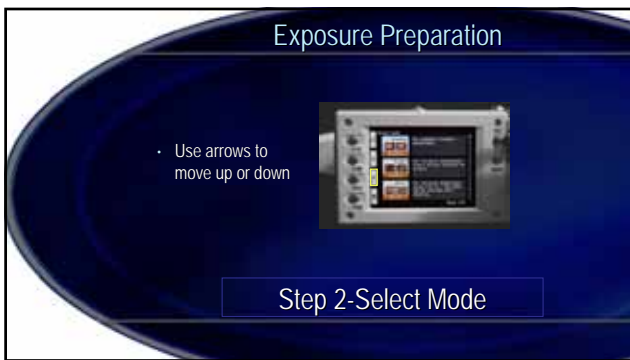 Exposure Preparation
• Use arrows to
move up or down
Step 2-Select Mode